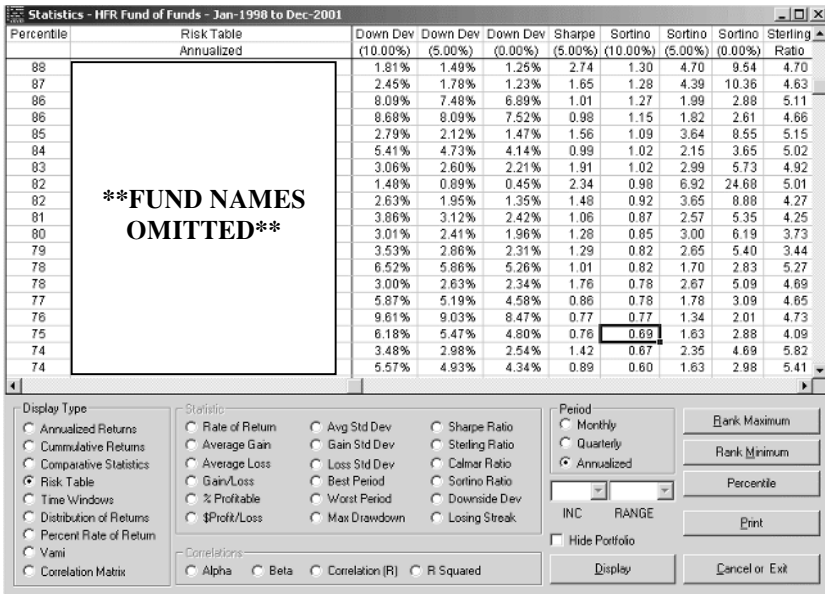 Statistics - HFR Fund of Funds - Jan-1998 to Dec-2001
Percentile Risk Table Down Dev Down Dev Down Dev Sharpe Sortino Sortino Sortino Sterling
Annualized (10.00%) (5.00%) (0.00%) (5.00%) (10.00%) (5.00%) (0.00%) Ratio
88 1.81% 1.49% 1.25% 2.74 1.30 4.70 9.54 4.70
87 2.45% 1.78% 1.23% 1.65 1.28 4.39 10.36 4.63
86 8.09% 7.48% 6.89% 1.01 1.27 1.99 2.88 5.11
86 8.68% 8.09% 7.52% 0.98 1.15 1.82 2.61 4.66
85 2.79% 2.12% 1.47% 1.56 1.09 3.64 8.55 5.15
84 5.41% 4.73% 4.14% 0.99 1.02 2.15 3.65 5.02
83 3.06% 2.60% 2.21% 1.91 1.02 2.99 5.73 4.92
82 1.48% 0.89% 0.45% 2.34 0.98 6.92 24.68 5.01
82 2.63% 1.95% 1.35% 1.48 0.92 3.65 8.88 4.27
81 3.86% 3.12% 2.42% 1.06 0.87 2.57 5.35 4.25
80 3.01% 2.41% 1.96% 1.28 0.85 3.00 6.19 3.73
79 3.53% 2.86% 2.31% 1.29 0.82 2.65 5.40 3.44
78 6.52% 5.86% 5.26% 1.01 0.82 1.70 2.83 5.27
78 3.00% 2.63% 2.34% 1.76 0.78 2.67 5.09 4.69
77 5.87% 5.19% 4.58% 0.86 0.78 1.78 3.09 4.65
76 9.61% 9.03% 8.47% 0.77 0.77 1.34 2.01 4.73
75 6.18% 5.47% 4.80% 0.76 0.69 1.63 2.88 4.09
74 3.48% 2.98% 2.54% 1.42 0.67 2.35 4.69 5.82
74 5.57% 4.93% 4.34% 0.89 0.60 1.63 2.98 5.41
**FUND NAMES
OMITTED**
Display Type
Annualized Returns
Cummulative Returns
Comparative Statistics
Risk Table
Time Windows
Distribution of Returns
Percent Rate of Return
Vami
Correlation Matrix
Statistic
Rate of Return Avg Std Dev Sharpe Ratio
Average Gain Gain Std Dev Sterling Ratio
Average Loss Loss Std Dev Calmar Ratio
Gain/Loss Best Period Sortino Ratio
% Profitable Worst Period Downside Dev
$Profit/Loss Max Drawdown Losing Streak
Correlations
Alpha Beta Correlation (R) R Squared
Period
Monthly
Quarterly
Annualized
INC RANGE
Hide Portfolio
Display
Rank Maximum
Rank Minimum
Percentile
Print
Cancel or Exit